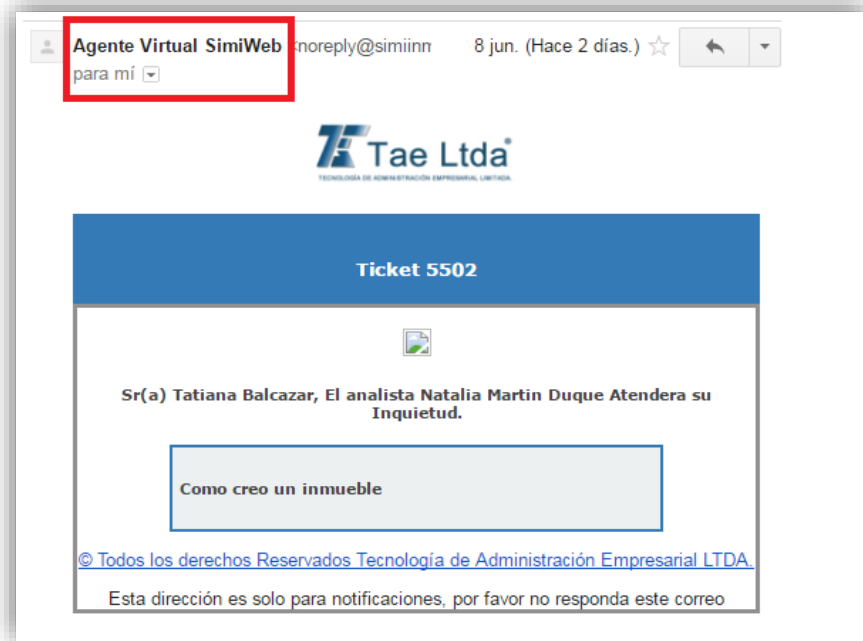 Agente Virtual SimiWeb <noreply@simiinm 8 jun. (Hace 2 días.)
para mí
Tae Ltda®
TECNOLOGÍA DE ADMINISTRACIÓN EMPRESARIAL LIMITADA.
Ticket 5502
Sr(a) Tatiana Balcazar, El analista Natalia Martin Duque Atendera su
Inquietud.
Como creo un inmueble
© Todos los derechos Reservados Tecnología de Administración Empresarial LTDA.
Esta dirección es solo para notificaciones, por favor no responda este correo